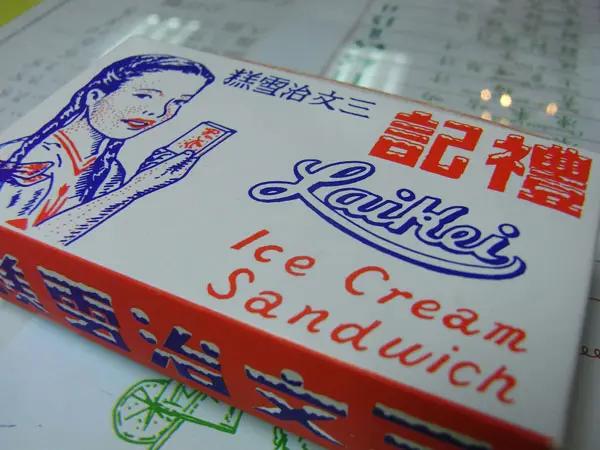 三文治雪糕
禮記
LaiKei
Ice Cream
Sandwich
三文治雪糕